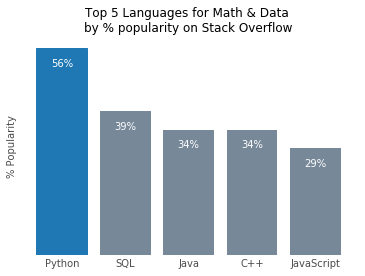 Top 5 Languages for Math & Data
by % popularity on Stack Overflow
% Popularity
56%
39%
34%
34%
29%
Python
SQL
Java
C++
JavaScript